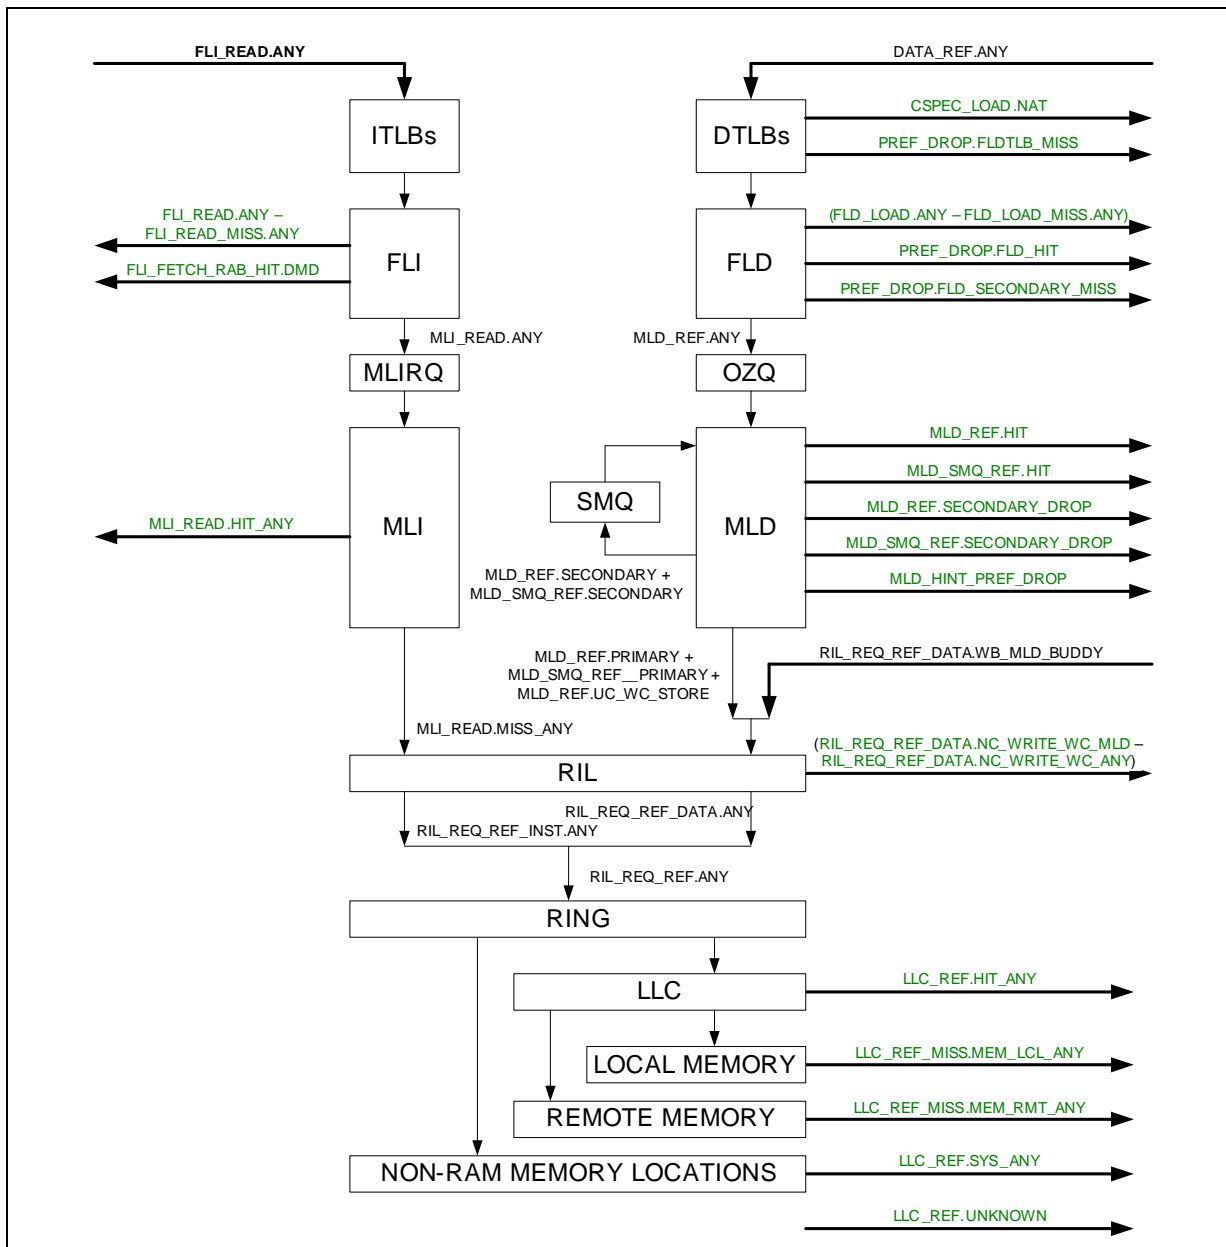 FLI_READ.ANY
DATA_REF.ANY
ITLBs
DTLBs
CSPEC_LOAD.NAT
PREF_DROP.FLDTLB_MISS
FLI_READ.ANY –
FLI_READ_MISS.ANY
FLI_FETCH_RAB_HIT.DMD
FLI
FLD
(FLD_LOAD.ANY – FLD_LOAD_MISS.ANY)
PREF_DROP.FLD_HIT
PREF_DROP.FLD_SECONDARY_MISS
MLI_READ.ANY
MLD_REF.ANY
MLIRQ
OZQ
MLI_READ.HIT_ANY
MLI
SMQ
MLD
MLD_REF.HIT
MLD_SMQ_REF.HIT
MLD_REF.SECONDARY_DROP
MLD_SMQ_REF.SECONDARY_DROP
MLD_HINT_PREF_DROP
MLD_REF.SECONDARY +
MLD_SMQ_REF.SECONDARY
MLD_REF.PRIMARY +
MLD_SMQ_REF__PRIMARY +
MLD_REF.UC_WC_STORE
RIL_REQ_REF_DATA.WB_MLD_BUDDY
MLI_READ.MISS_ANY
RIL
(RIL_REQ_REF_DATA.NC_WRITE_WC_MLD –
RIL_REQ_REF_DATA.NC_WRITE_WC_ANY)
RIL_REQ_REF_DATA.ANY
RIL_REQ_REF_INST.ANY
RIL_REQ_REF.ANY
RING
LLC
LLC_REF.HIT_ANY
LOCAL MEMORY
LLC_REF_MISS.MEM_LCL_ANY
REMOTE MEMORY
LLC_REF_MISS.MEM_RMT_ANY
NON-RAM MEMORY LOCATIONS
LLC_REF.SYS_ANY
LLC_REF.UNKNOWN